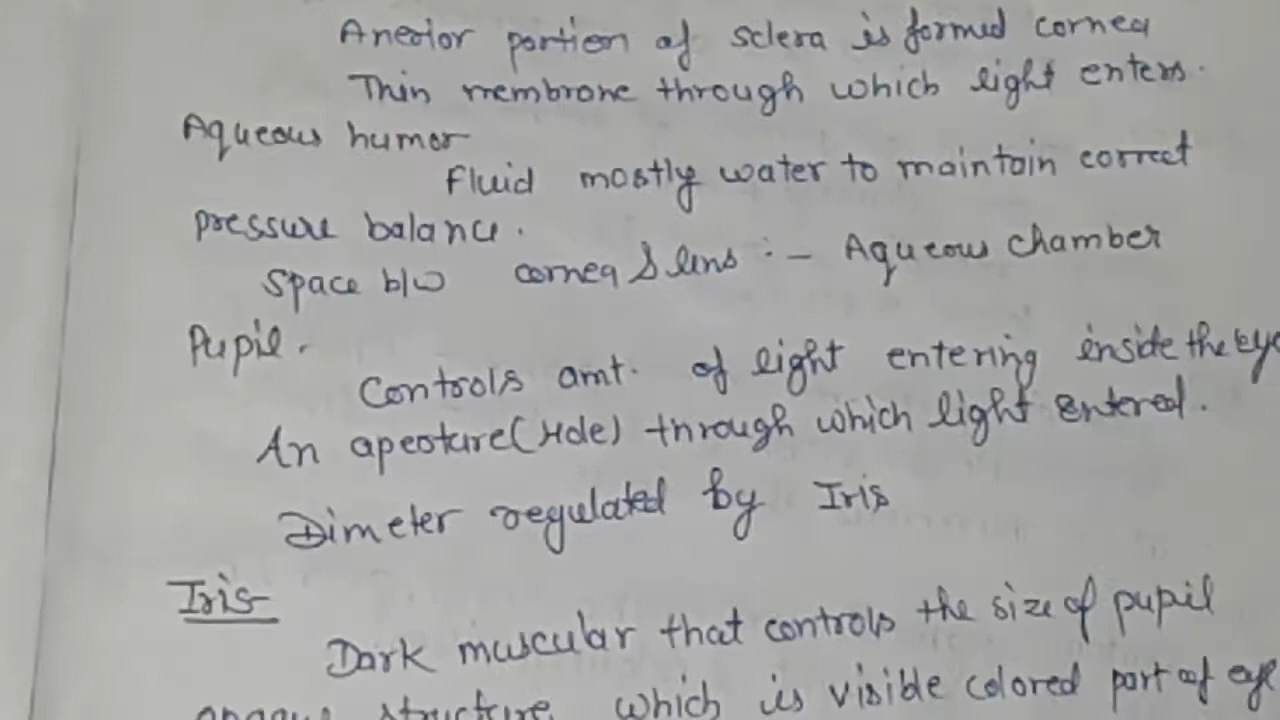 Anerior portion of sclera is formed cornea
Thin membrane through which light enters.
Aqueous humor
Fluid mostly water to maintain correct
pressure balance.
Space b/w cornea & lens :- Aqueous chamber
Pupil.
Controls amt. of light entering inside the eye
An aperture(Hole) through which light entered.
Dimeter regulated by Iris
Iris
Dark muscular that controls the size of pupil
opaque structure which is visible colored part of eye